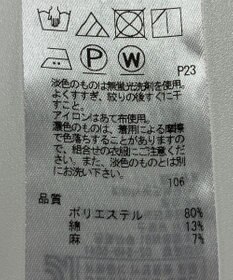 P
W
P23
淡色のものは無蛍光洗剤を使用。
よくすすぎ、絞りの後すぐに干
すこと。
アイロンはあて布使用。
濃色のものは、着用による摩擦
で色落ちすることがありますの
で、組合せの衣類にご注意くださ
い。また、淡色のものとは別
にお洗い下さい。
106
品質
ポリエステル 80%
綿 13%
麻 7%